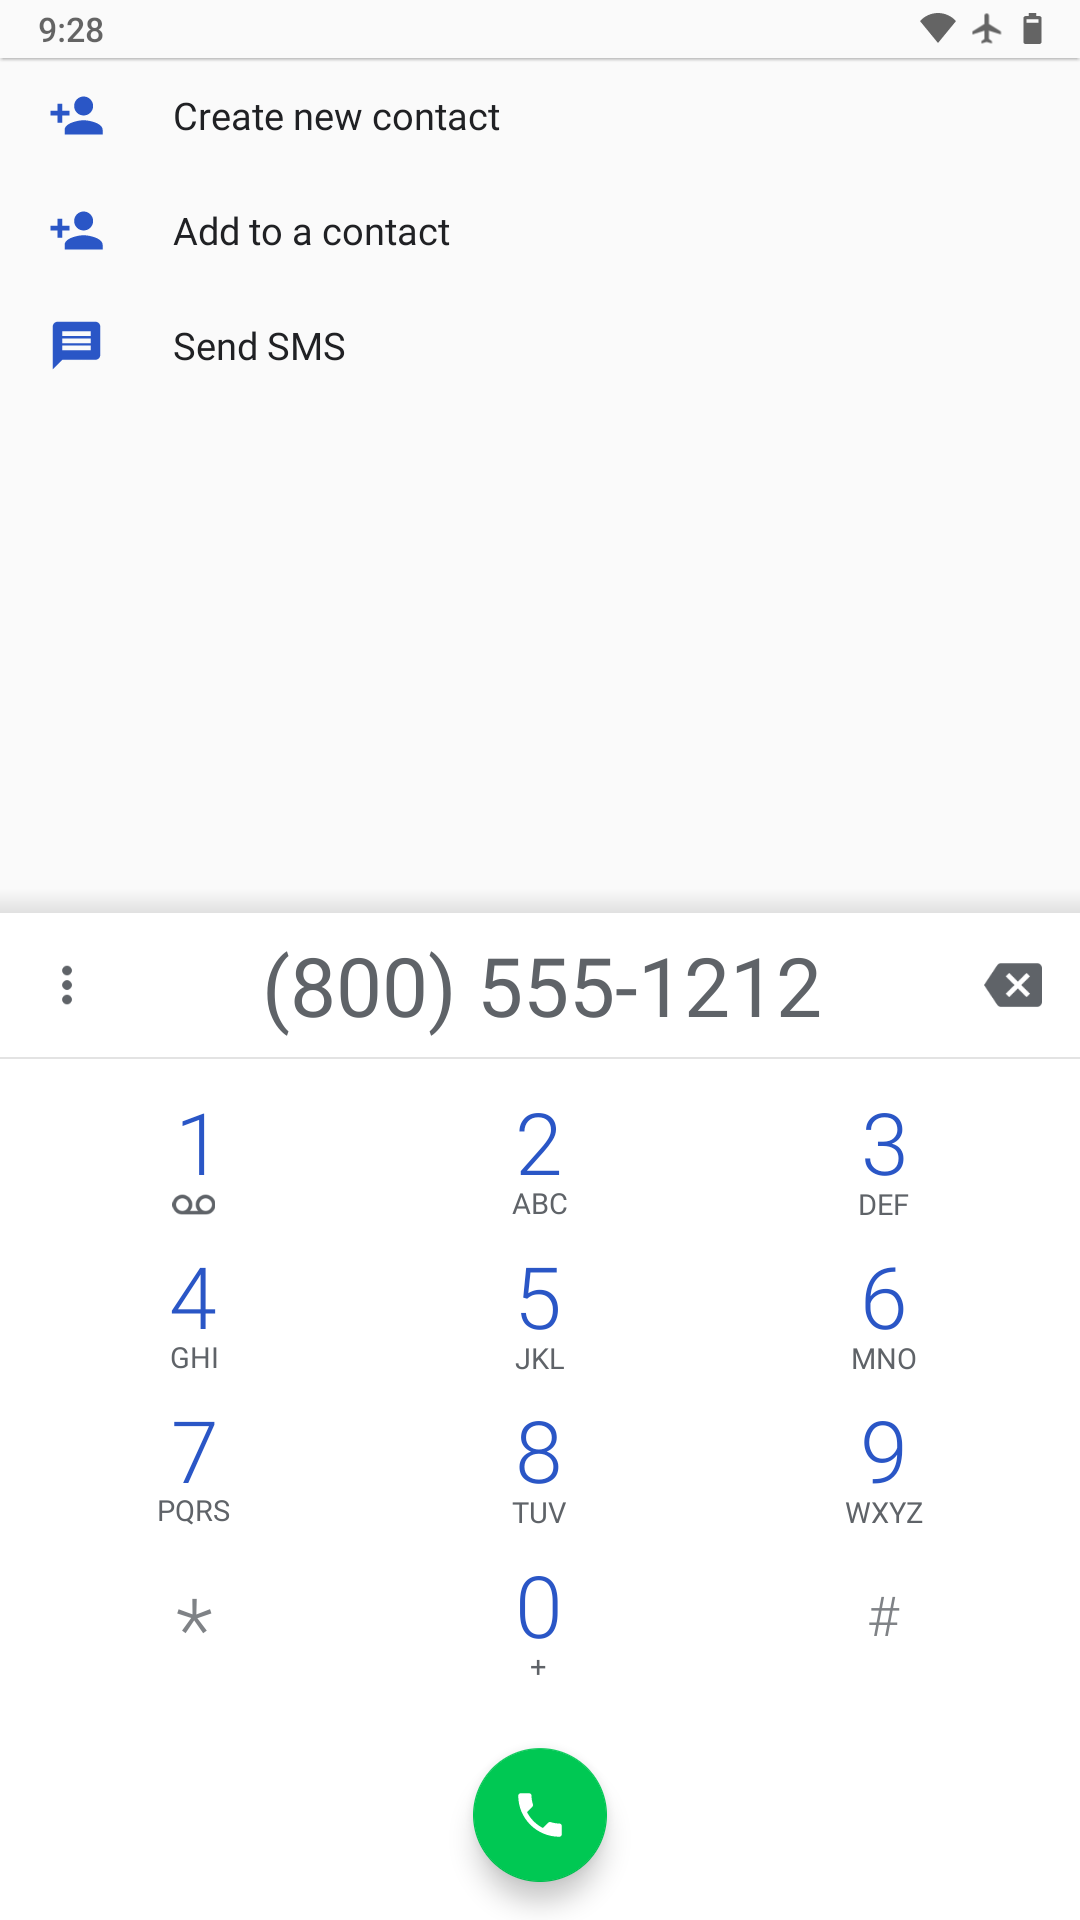 9:28
Create new contact
Add to a contact
Send SMS
(800) 555-1212
1 2 3
ABC DEF
4 5 6
GHI JKL MNO
7 8 9
PQRS TUV WXYZ
* 0 #
+